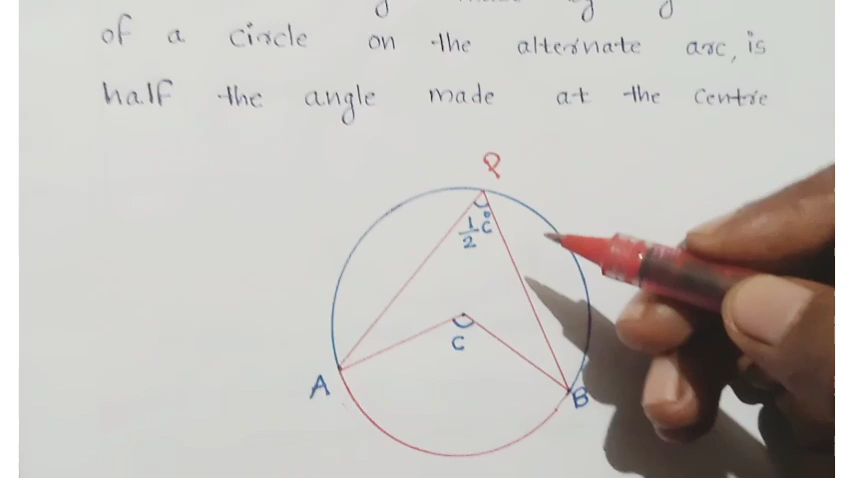 of a circle on the alternate arc, is
half the angle made at the centre
P
1/2 c°
c
A
B